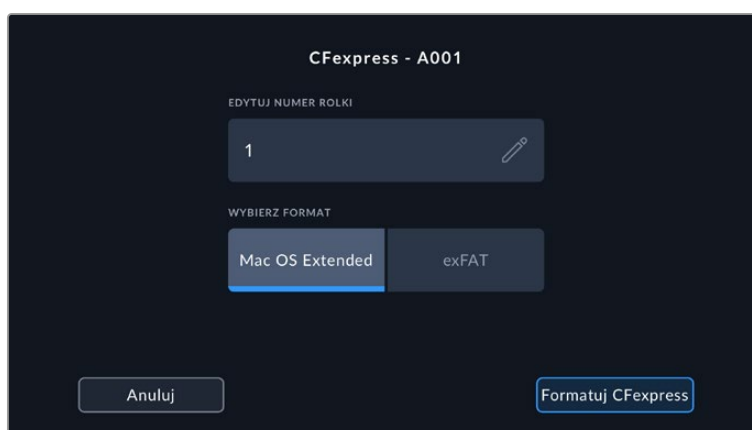 CFexpress - A001
EDYTUJ NUMER ROLKI
1
WYBIERZ FORMAT
Mac OS Extended exFAT
Anuluj Formatuj CFexpress